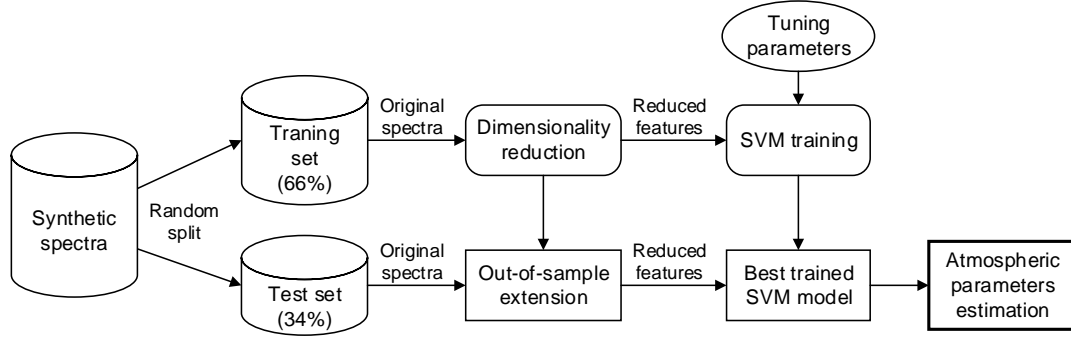 Tuning
parameters
Original
spectra
Reduced
features
Traning
set
(66%)
Dimensionality
reduction
SVM training
Synthetic
spectra
Random
split
Original
spectra
Reduced
features
Test set
(34%)
Out-of-sample
extension
Best trained
SVM model
Atmospheric
parameters
estimation